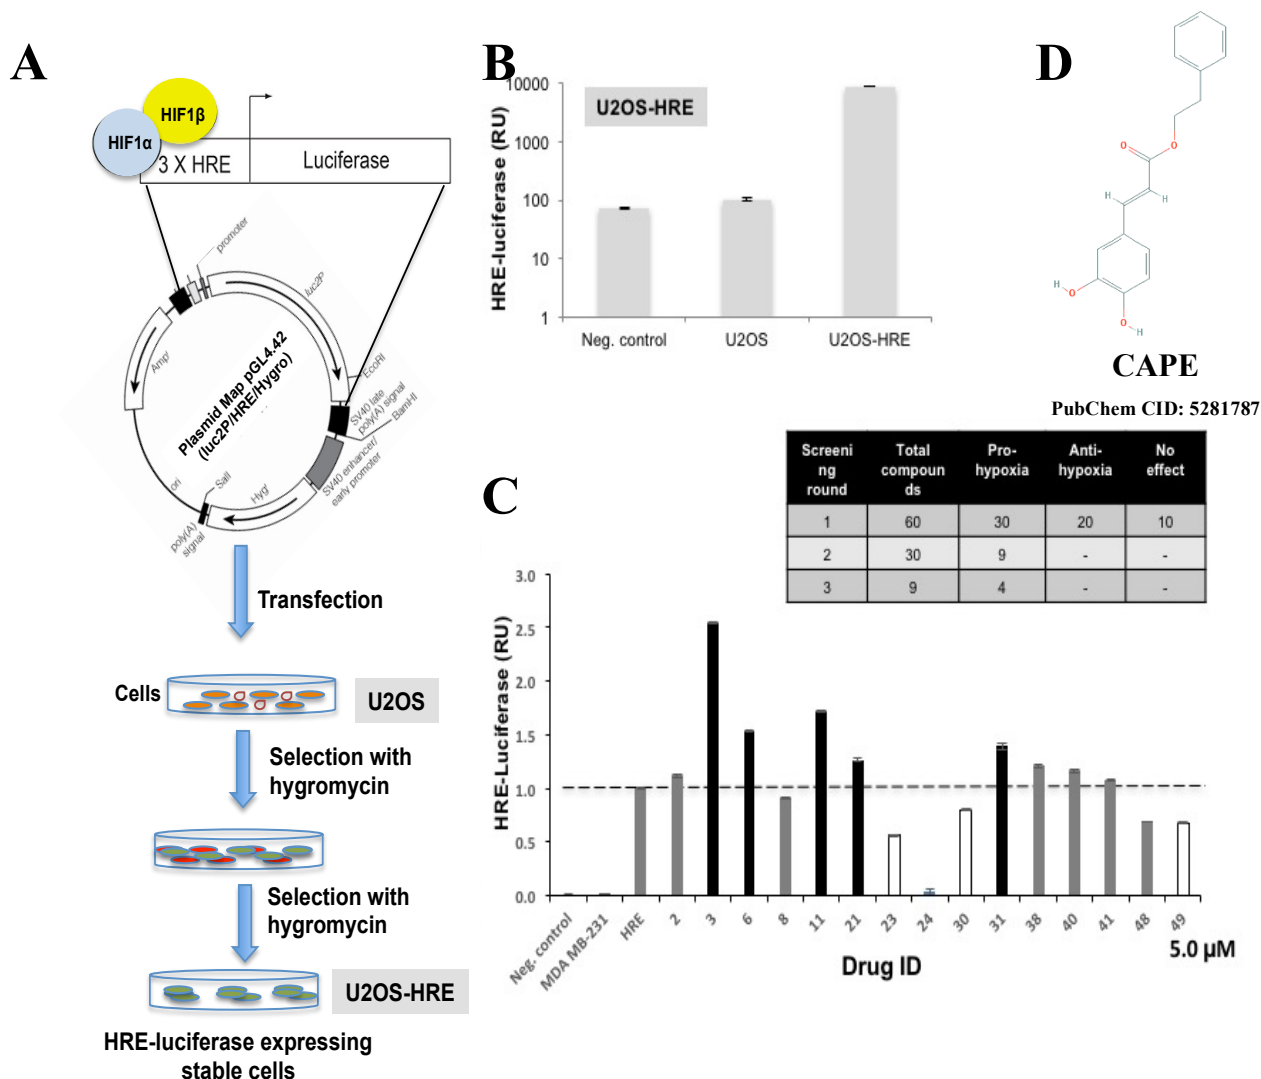 A
HIF1β
HIF1α
3 X HRE
Luciferase
promoter
luc2P
Ampʳ
EcoRI
Plasmid Map pGL4.42
(luc2P/HRE/Hygro)
SV40 late
poly(A) signal
BamHI
SV40 enhancer/
early promoter
ori
SalI
Hygʳ
poly(A)
signal
Transfection
Cells
U2OS
Selection with
hygromycin
Selection with
hygromycin
U2OS-HRE
HRE-luciferase expressing
stable cells
B
HRE-luciferase (RU)
10000
1000
100
10
1
U2OS-HRE
Neg. control
U2OS
U2OS-HRE
D
O
O
H
H
H
O
O
H
CAPE
PubChem CID: 5281787
C
Screeni
ng
round
Total
compoun
ds
Pro-
hypoxia
Anti-
hypoxia
No
effect
1 60 30 20 10
2 30 9 - -
3 9 4 - -
HRE-Luciferase (RU)
3.0
2.5
2.0
1.5
1.0
0.5
0.0
Neg. control
MDA MB-231
HRE
2
3
6
8
11
21
23
24
30
31
38
40
41
48
49
5.0 µM
Drug ID